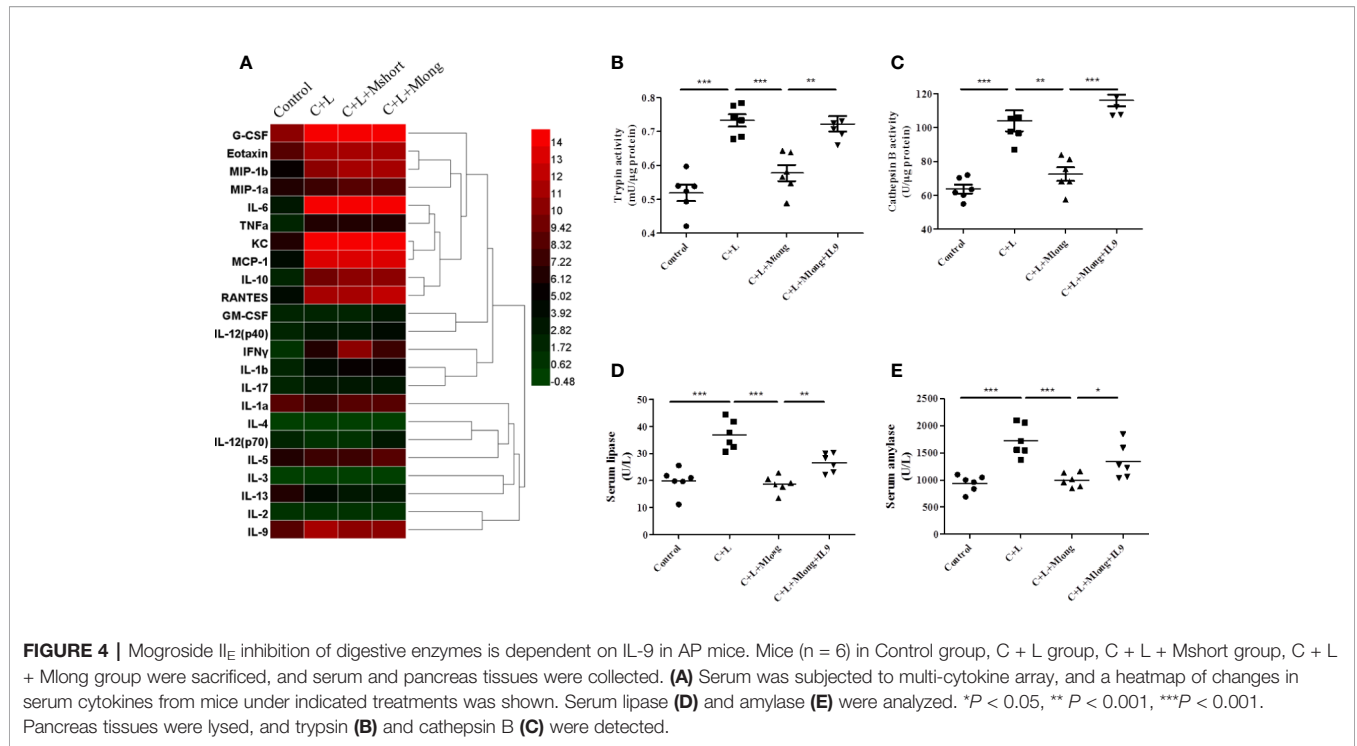 A
Control
C+L
C+L+Mshort
C+L+Mlong
G-CSF
Eotaxin
MIP-1b
MIP-1a
IL-6
TNFa
KC
MCP-1
IL-10
RANTES
GM-CSF
IL-12(p40)
IFNγ
IL-1b
IL-17
IL-1a
IL-4
IL-12(p70)
IL-5
IL-3
IL-13
IL-2
IL-9
14
13
12
11
10
9.42
8.32
7.22
6.12
5.02
3.92
2.82
1.72
0.62
-0.48
B
*** *** **
Trypin activity
(mU/μg protein)
0.8
0.7
0.6
0.5
0.4
Control
C+L
C+L+Mlong
C+L+Mlong+IL9
C
*** ** ***
Cathepsin B activity
(U/μg protein)
120
100
80
60
40
Control
C+L
C+L+Mlong
C+L+Mlong+IL9
D
*** *** **
Serum lipase
(U/L)
50
40
30
20
10
0
Control
C+L
C+L+Mlong
C+L+Mlong+IL9
E
*** *** *
Serum amylase
(U/L)
2500
2000
1500
1000
500
0
Control
C+L
C+L+Mlong
C+L+Mlong+IL9
FIGURE 4 | Mogroside IIE inhibition of digestive enzymes is dependent on IL-9 in AP mice. Mice (n = 6) in Control group, C + L group, C + L + Mshort group, C + L
+ Mlong group were sacrificed, and serum and pancreas tissues were collected. (A) Serum was subjected to multi-cytokine array, and a heatmap of changes in
serum cytokines from mice under indicated treatments was shown. Serum lipase (D) and amylase (E) were analyzed. *P < 0.05, ** P < 0.001, ***P < 0.001.
Pancreas tissues were lysed, and trypsin (B) and cathepsin B (C) were detected.